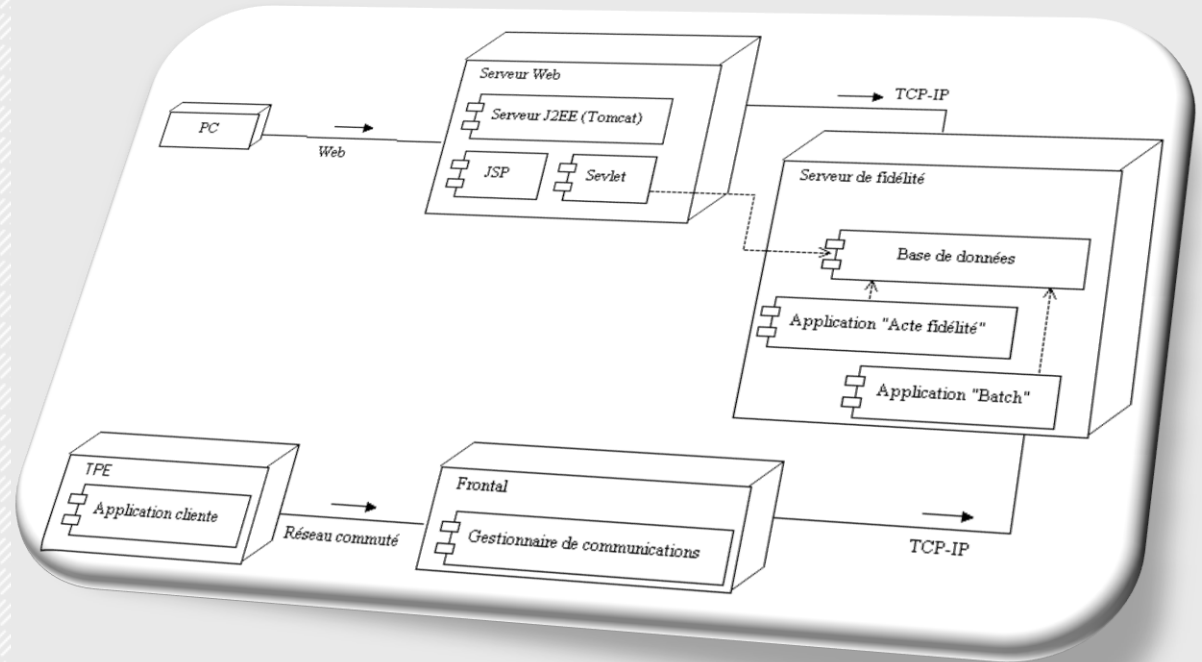 Serveur Web
Serveur J2EE (Tomcat)
JSP
Sevlet
PC
Web
TCP-IP
Serveur de fidélité
Base de données
Application "Acte fidélité"
Application "Batch"
TPE
Application cliente
Réseau commuté
Frontal
Gestionnaire de communications
TCP-IP